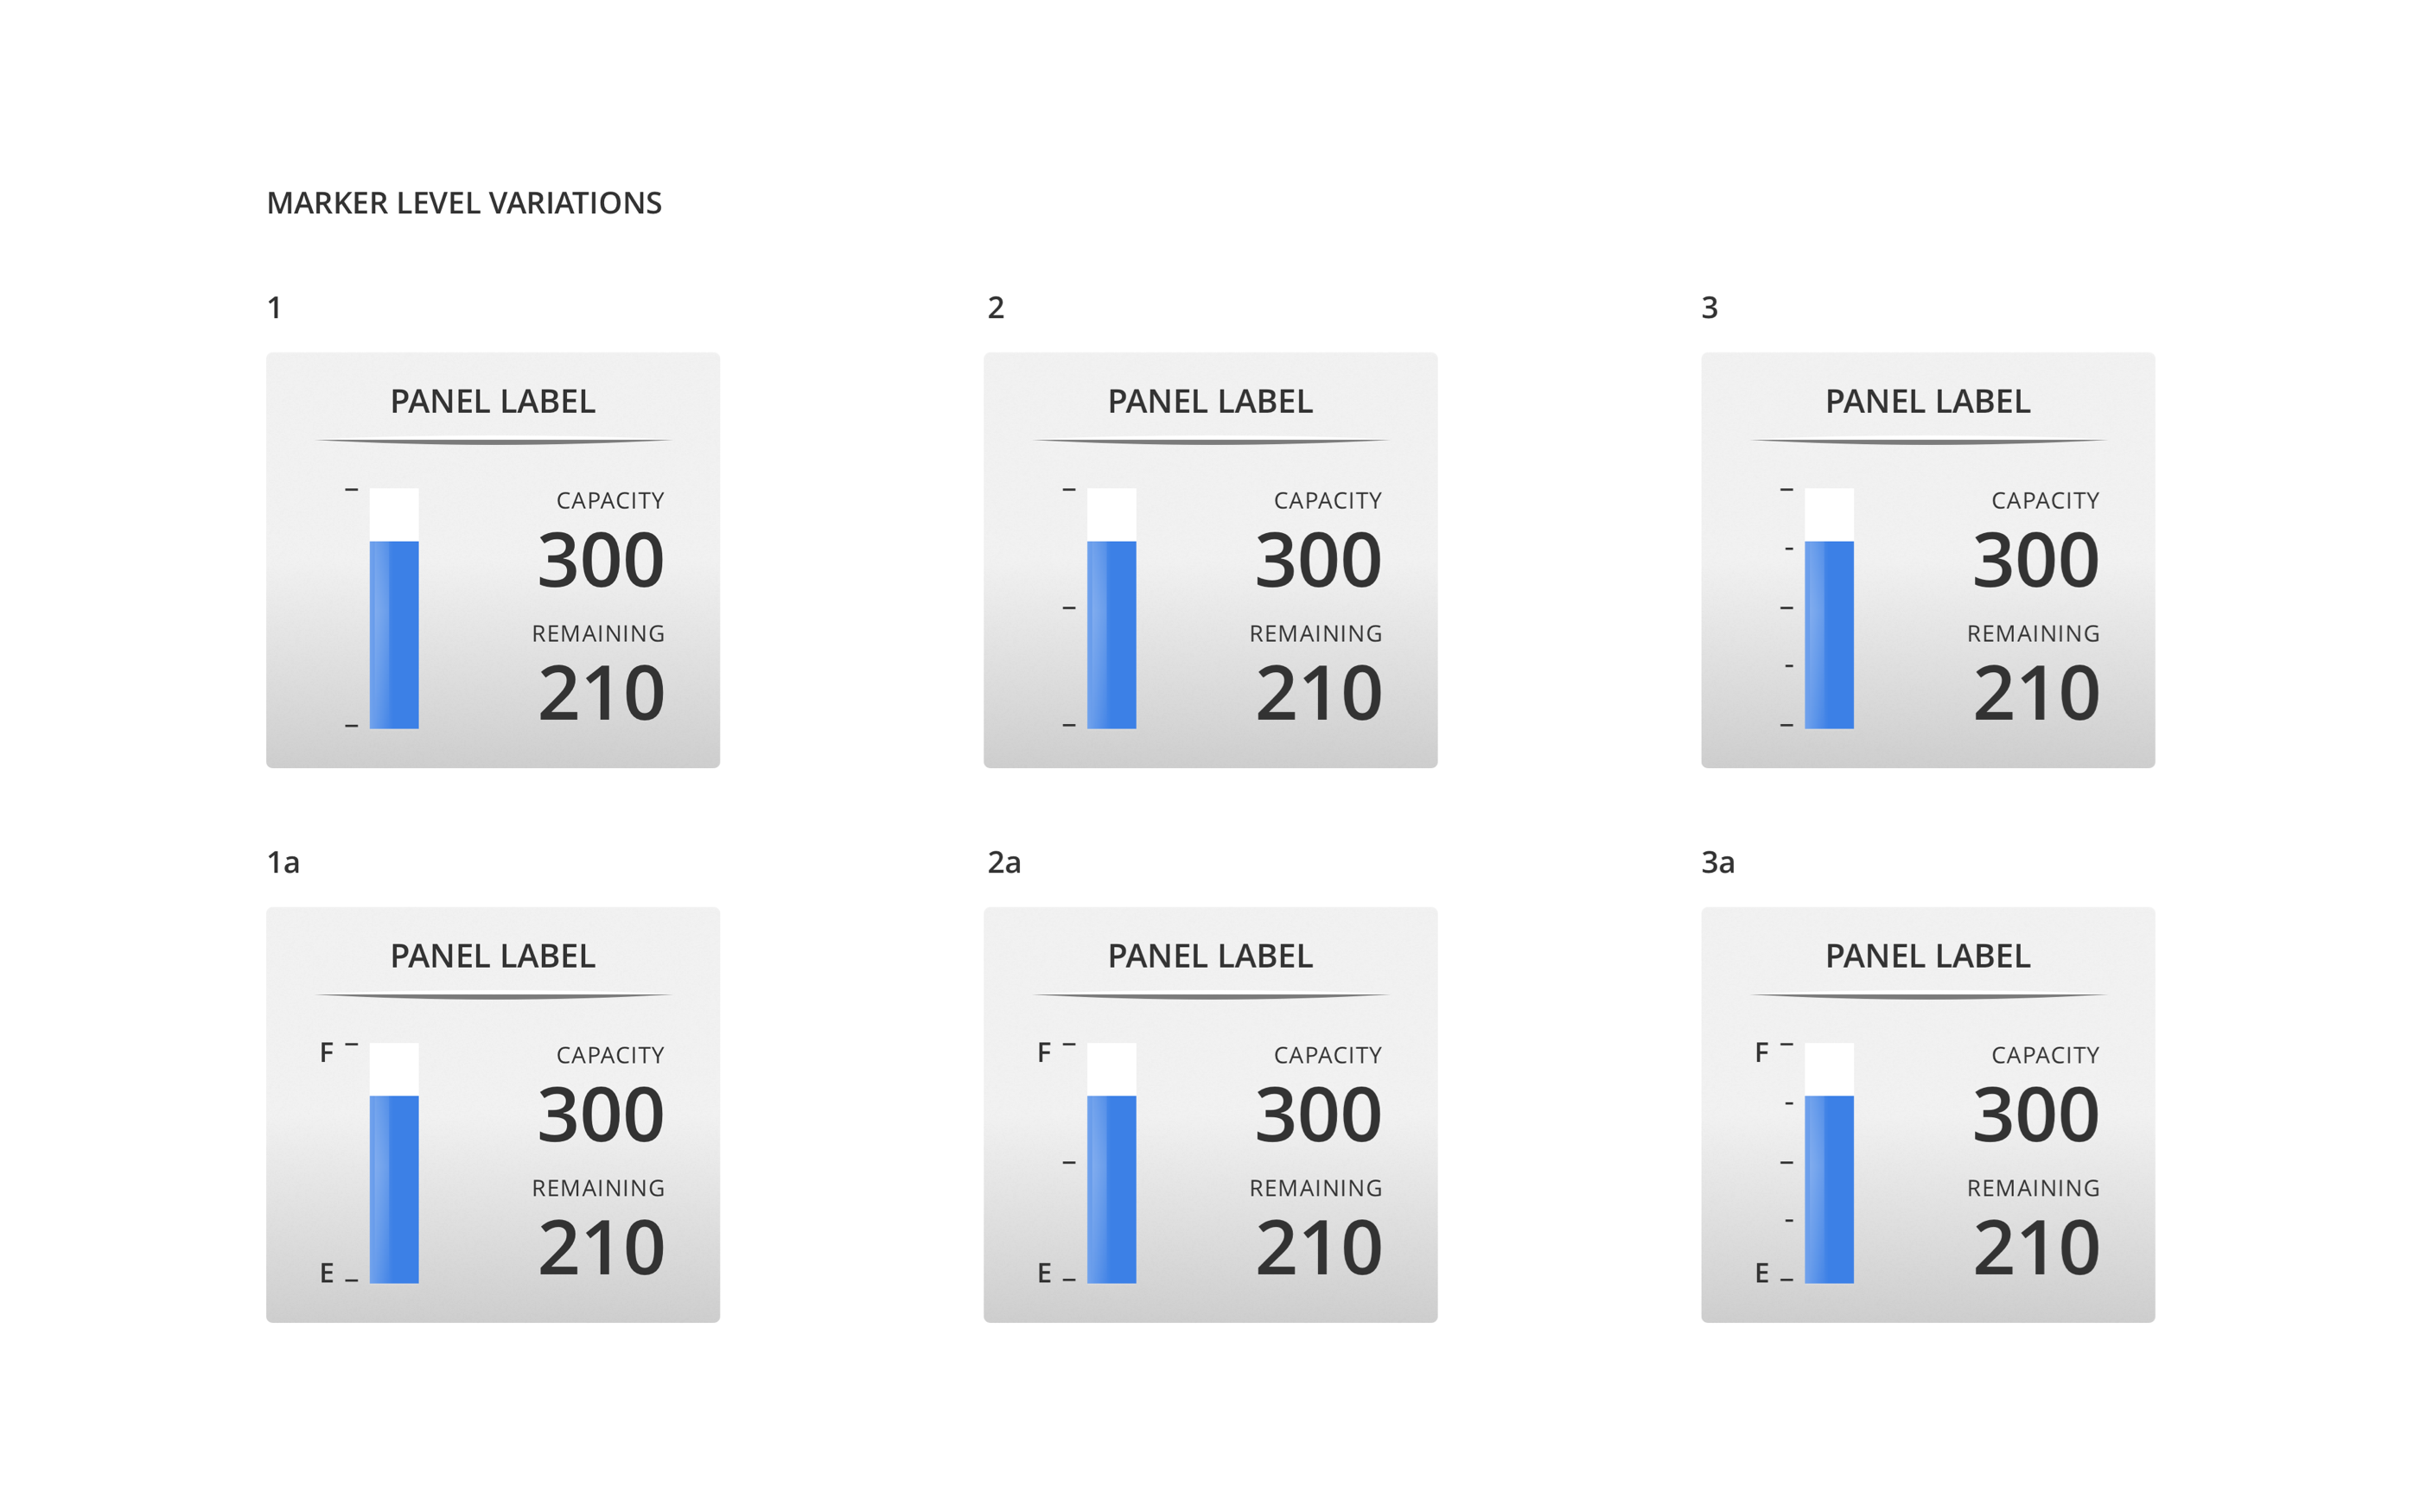 MARKER LEVEL VARIATIONS
1
PANEL LABEL
CAPACITY
300
REMAINING
210
2
PANEL LABEL
CAPACITY
300
REMAINING
210
3
PANEL LABEL
CAPACITY
300
REMAINING
210
1a
PANEL LABEL
F
CAPACITY
300
REMAINING
210
E
2a
PANEL LABEL
F
CAPACITY
300
REMAINING
210
E
3a
PANEL LABEL
F
CAPACITY
300
REMAINING
210
E